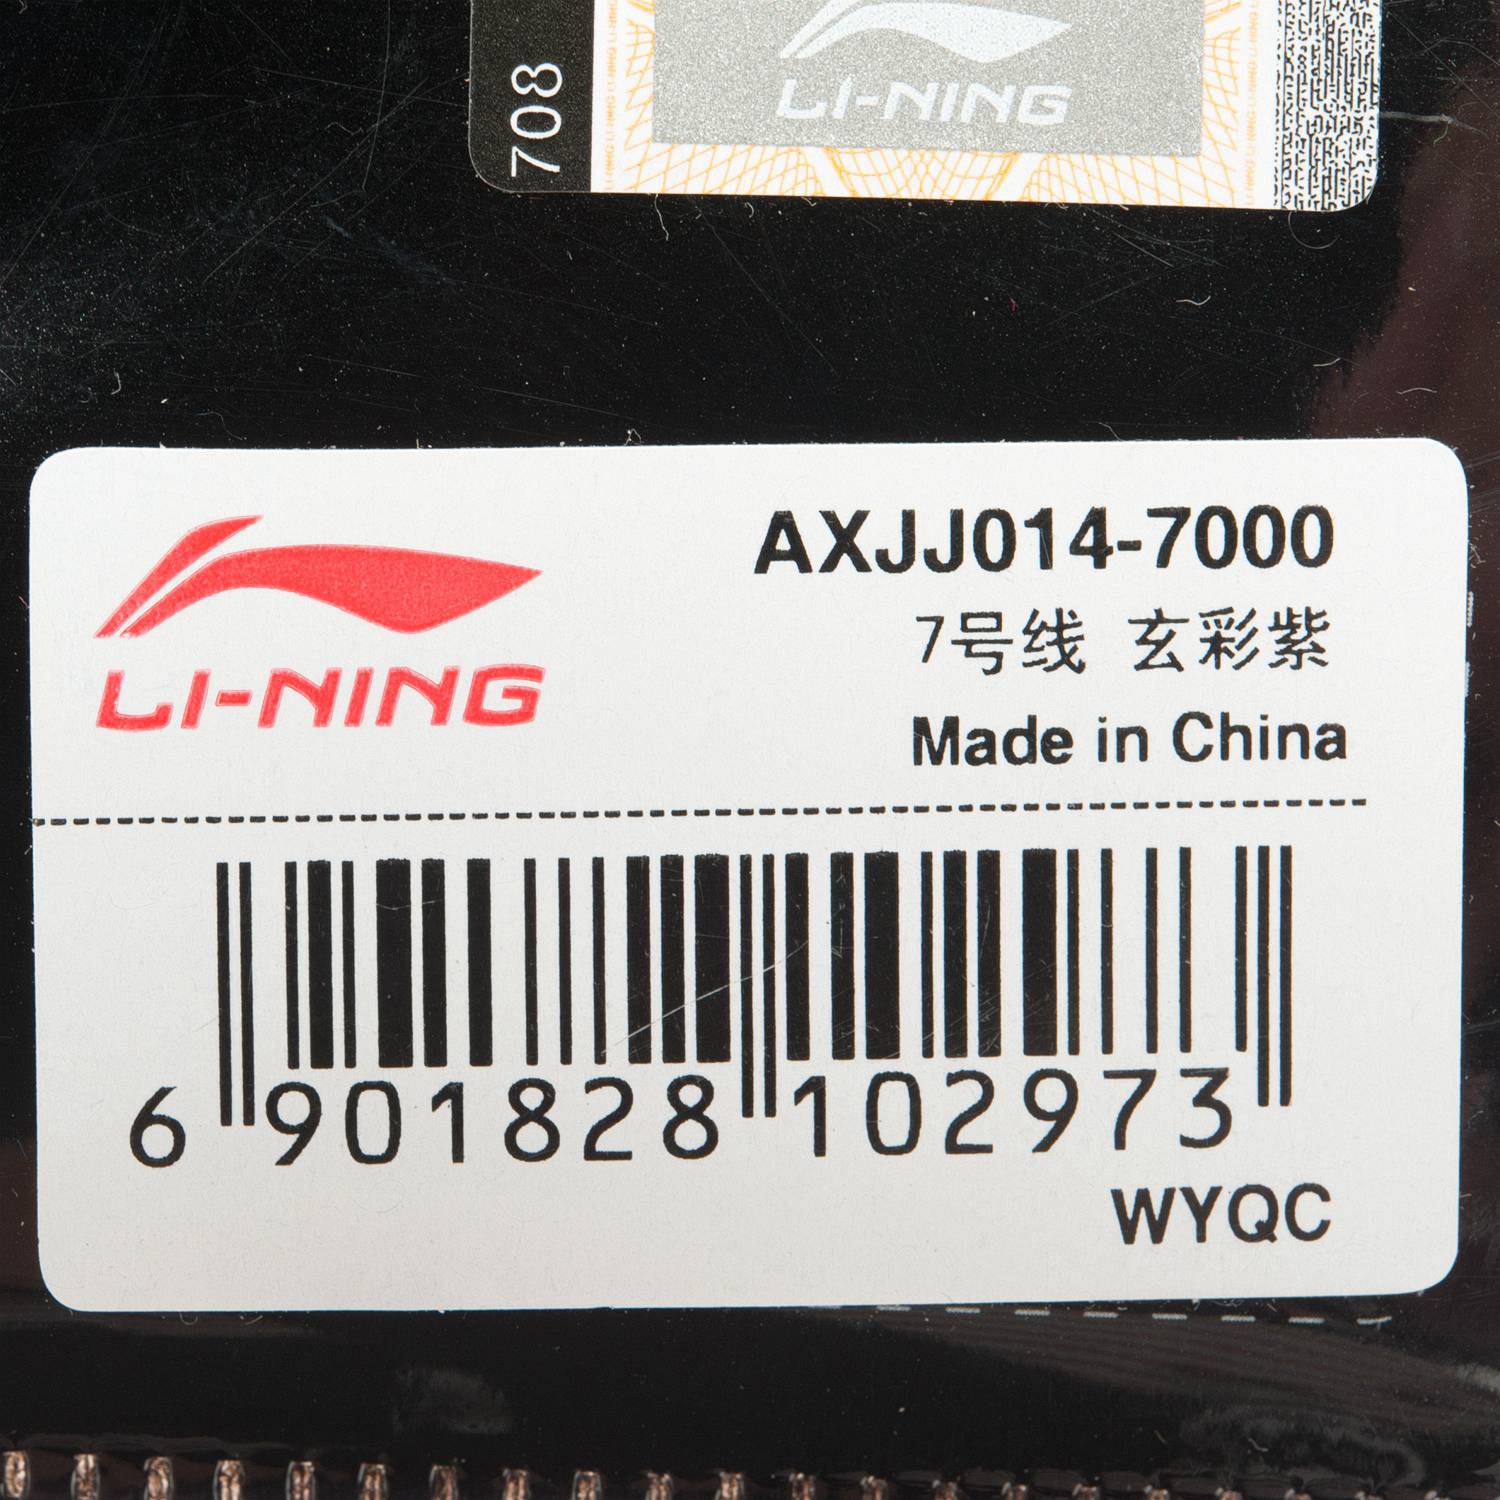 708
LI-NING
LI-NING
AXJJ014-7000
7号线 玄彩紫
Made in China
6 901828 102973
WYQC